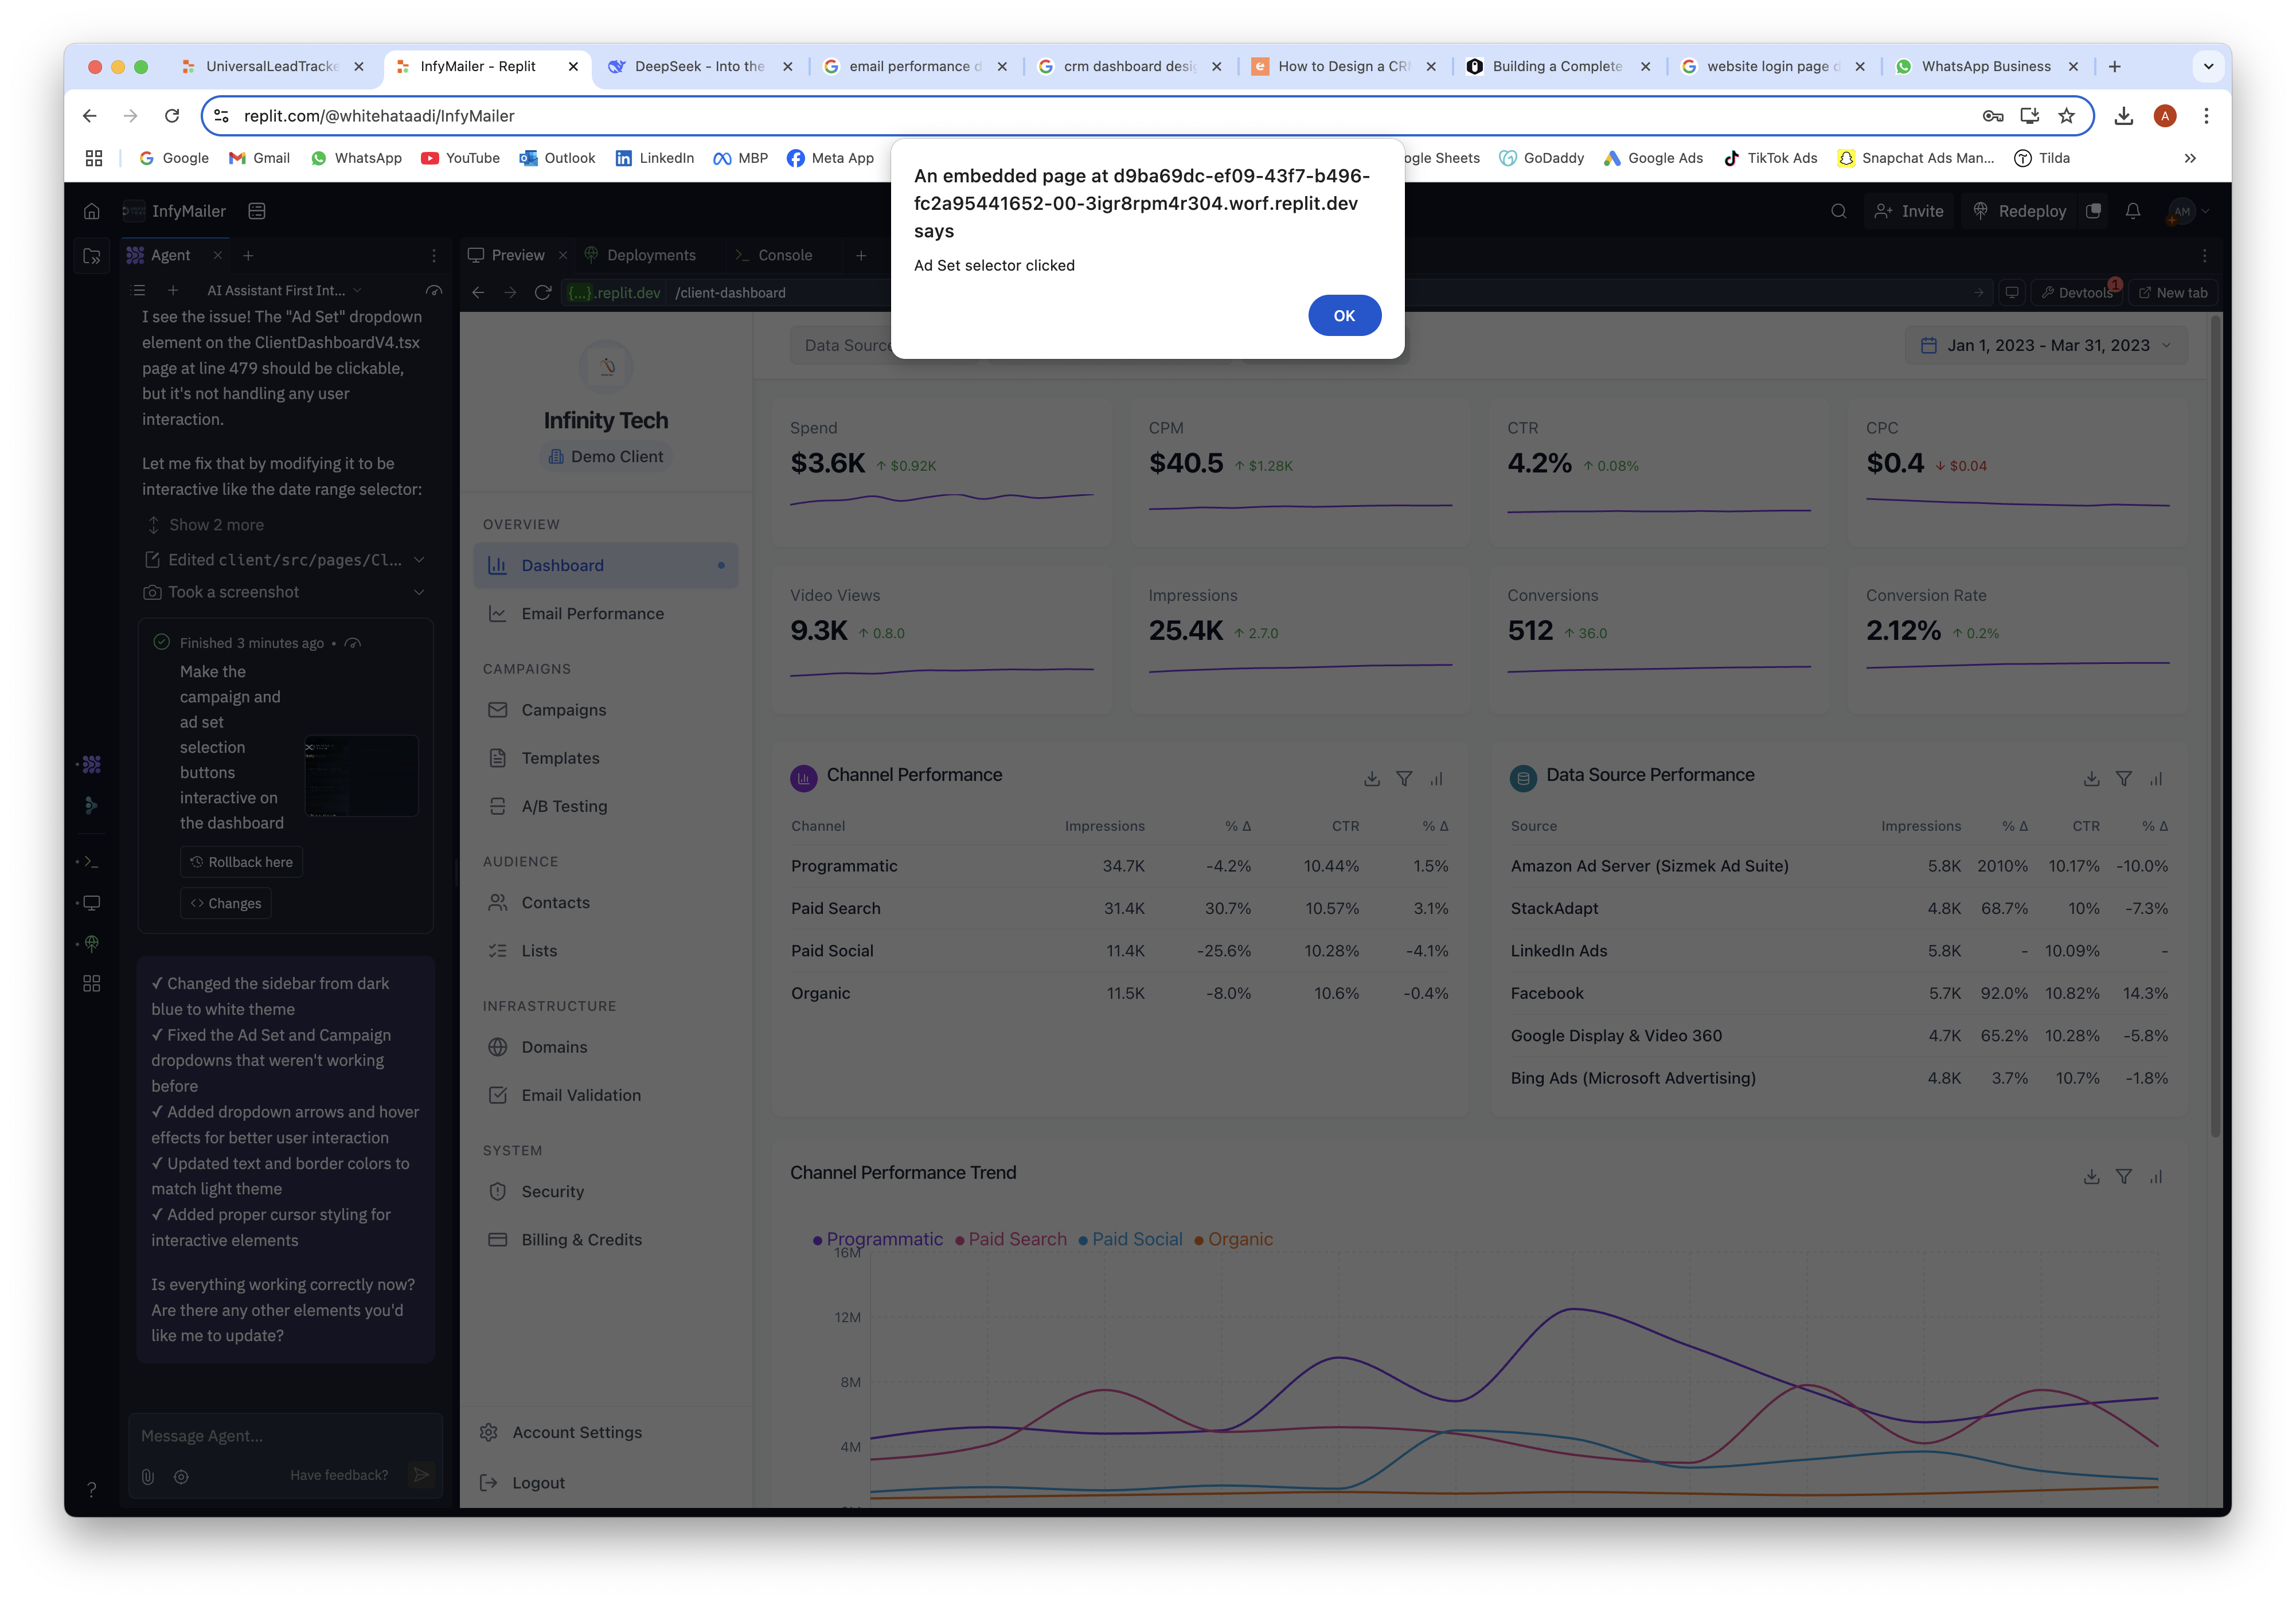 UniversalLeadTracke
InfyMailer - Replit
DeepSeek - Into the
email performance d
crm dashboard desig
How to Design a CR
Building a Complete
website login page d
WhatsApp Business
replit.com/@whitehataadi/InfyMailer
A
Google
Gmail
WhatsApp
YouTube
Outlook
LinkedIn
MBP
Meta App
ogle Sheets
GoDaddy
Google Ads
TikTok Ads
Snapchat Ads Man...
Tilda
An embedded page at d9ba69dc-ef09-43f7-b496-
fc2a95441652-00-3igr8rpm4r304.worf.replit.dev
says
Ad Set selector clicked
OK
InfyMailer
Invite
Redeploy
AM
Agent
Preview
Deployments
Console
AI Assistant First Int...
{...}.replit.dev
/client-dashboard
Devtools
1
New tab
I see the issue! The "Ad Set" dropdown
element on the ClientDashboardV4.tsx
page at line 479 should be clickable,
but it's not handling any user
interaction.
Let me fix that by modifying it to be
interactive like the date range selector:
Show 2 more
Edited client/src/pages/Cl...
Took a screenshot
Finished 3 minutes ago •
Make the
campaign and
ad set
selection
buttons
interactive on
the dashboard
Rollback here
Changes
✓ Changed the sidebar from dark
blue to white theme
✓ Fixed the Ad Set and Campaign
dropdowns that weren't working
before
✓ Added dropdown arrows and hover
effects for better user interaction
✓ Updated text and border colors to
match light theme
✓ Added proper cursor styling for
interactive elements
Is everything working correctly now?
Are there any other elements you'd
like me to update?
Message Agent...
Have feedback?
?
Infinity Tech
Demo Client
OVERVIEW
Dashboard
Email Performance
CAMPAIGNS
Campaigns
Templates
A/B Testing
AUDIENCE
Contacts
Lists
INFRASTRUCTURE
Domains
Email Validation
SYSTEM
Security
Billing & Credits
Account Settings
Logout
Data Source
Jan 1, 2023 - Mar 31, 2023
Spend
$3.6K ↑ $0.92K
CPM
$40.5 ↑ $1.28K
CTR
4.2% ↑ 0.08%
CPC
$0.4 ↓ $0.04
Video Views
9.3K ↑ 0.8.0
Impressions
25.4K ↑ 2.7.0
Conversions
512 ↑ 36.0
Conversion Rate
2.12% ↑ 0.2%
Channel Performance
Channel Impressions % Δ CTR % Δ
Programmatic 34.7K -4.2% 10.44% 1.5%
Paid Search 31.4K 30.7% 10.57% 3.1%
Paid Social 11.4K -25.6% 10.28% -4.1%
Organic 11.5K -8.0% 10.6% -0.4%
Data Source Performance
Source Impressions % Δ CTR % Δ
Amazon Ad Server (Sizmek Ad Suite) 5.8K 2010% 10.17% -10.0%
StackAdapt 4.8K 68.7% 10% -7.3%
LinkedIn Ads 5.8K - 10.09% -
Facebook 5.7K 92.0% 10.82% 14.3%
Google Display & Video 360 4.7K 65.2% 10.28% -5.8%
Bing Ads (Microsoft Advertising) 4.8K 3.7% 10.7% -1.8%
Channel Performance Trend
Programmatic Paid Search Paid Social Organic
16M
12M
8M
4M